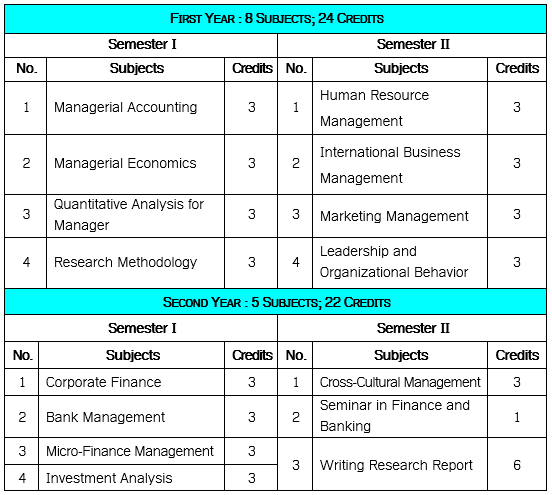 FIRST YEAR : 8 SUBJECTS; 24 CREDITS
Semester I Semester II
No. Subjects Credits No. Subjects Credits
1 Managerial Accounting 3 1 Human Resource
Management 3
2 Managerial Economics 3 2 International Business
Management 3
3 Quantitative Analysis for
Manager 3 3 Marketing Management 3
4 Research Methodology 3 4 Leadership and
Organizational Behavior 3
SECOND YEAR : 5 SUBJECTS; 22 CREDITS
Semester I Semester II
No. Subjects Credits No. Subjects Credits
1 Corporate Finance 3 1 Cross-Cultural Management 3
2 Bank Management 3 2 Seminar in Finance and
Banking 1
3 Micro-Finance Management 3 3 Writing Research Report 6
4 Investment Analysis 3